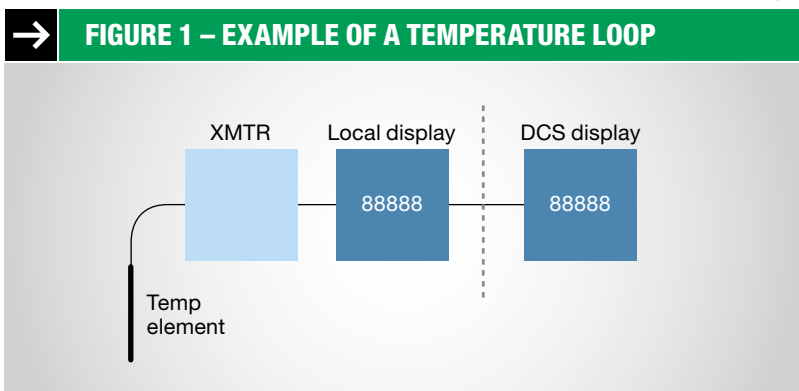 FIGURE 1 – EXAMPLE OF A TEMPERATURE LOOP
XMTR
Local display
DCS display
88888
88888
Temp
element